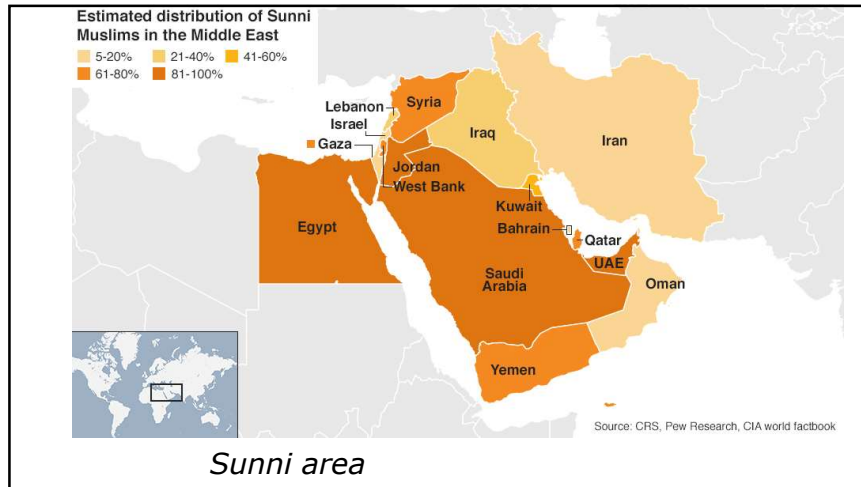 Estimated distribution of Sunni
Muslims in the Middle East
5-20% 21-40% 41-60%
61-80% 81-100%
Lebanon
Syria
Israel
Gaza
Iraq
Iran
Jordan
West Bank
Kuwait
Egypt
Bahrain
Qatar
UAE
Saudi
Arabia
Oman
Yemen
Source: CRS, Pew Research, CIA world factbook
Sunni area